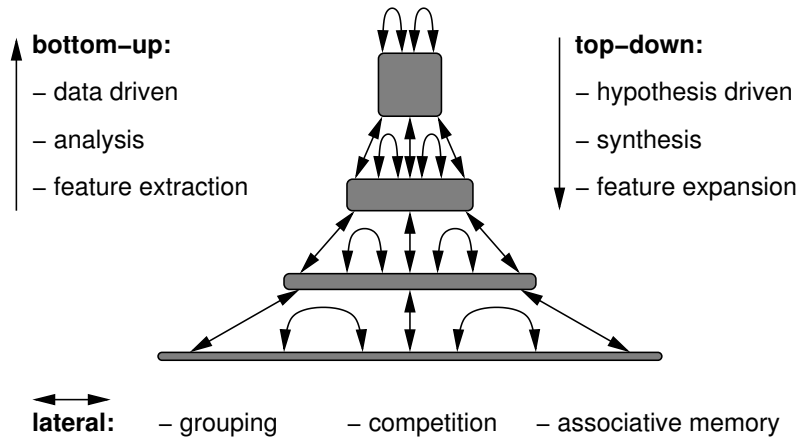 bottom–up:
– data driven
– analysis
– feature extraction
top–down:
– hypothesis driven
– synthesis
– feature expansion
lateral: – grouping – competition – associative memory